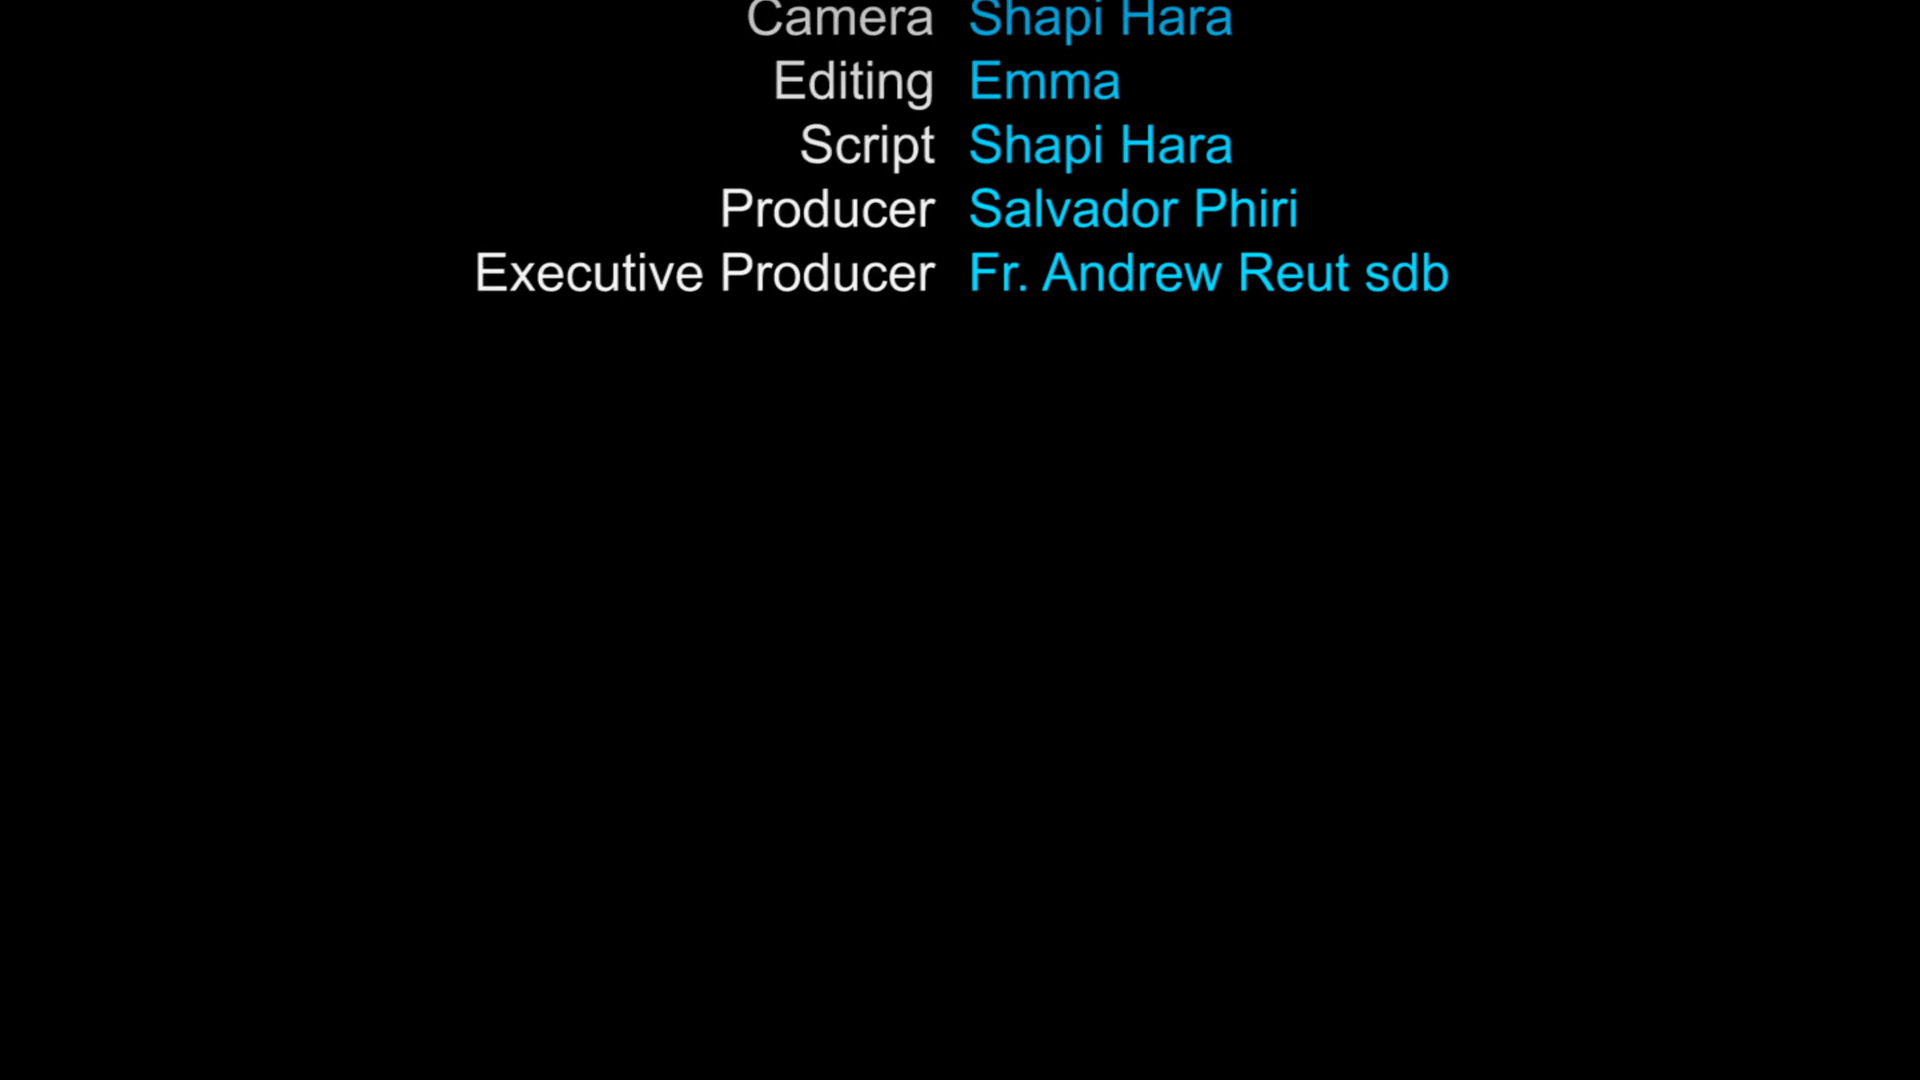 Camera Shapi Hara
Editing Emma
Script Shapi Hara
Producer Salvador Phiri
Executive Producer Fr. Andrew Reut sdb